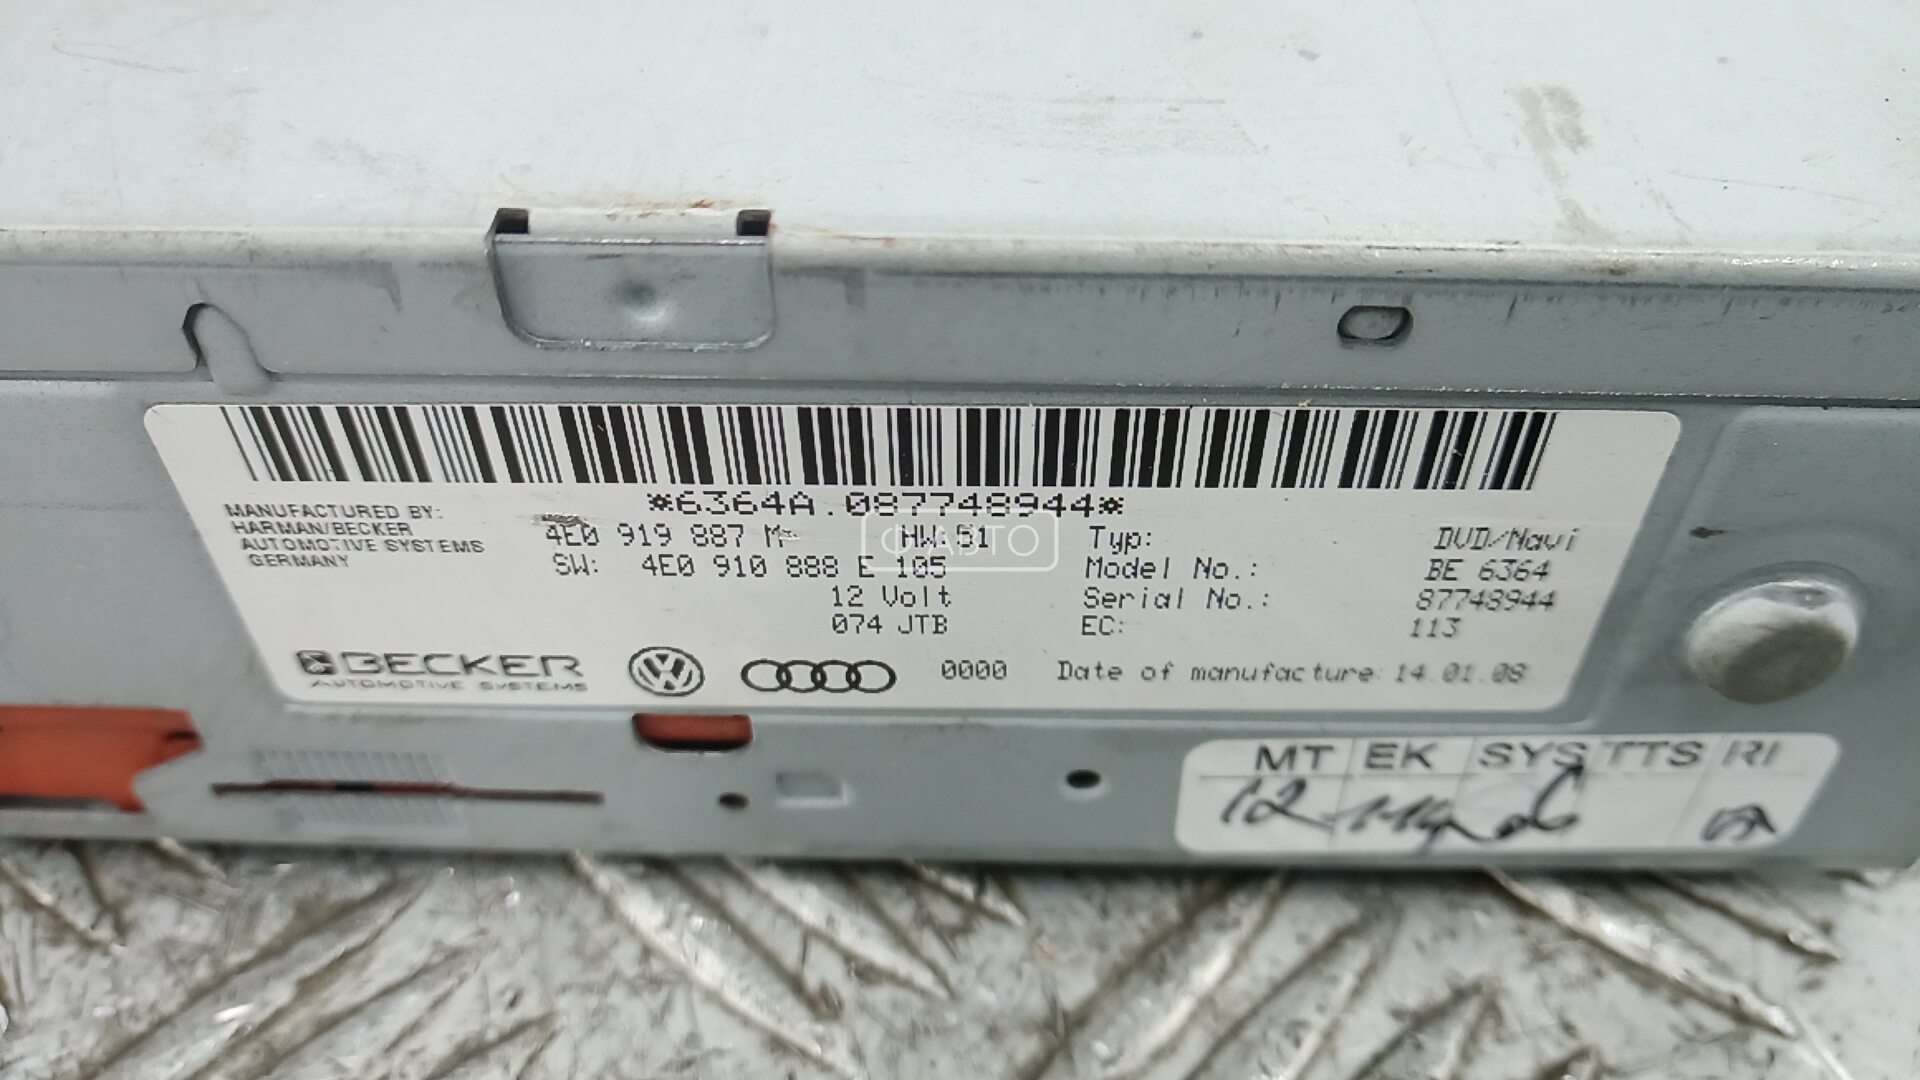 *6364A.087748944*
MANUFACTURED BY:
HARMAN/BECKER
AUTOMOTIVE SYSTEMS
GERMANY
4E0 919 887 M HW:51
SW: 4E0 910 888 E 105
12 Volt
074 JTB
Typ: DVD/Navi
Model No.: BE 6364
Serial No.: 87748944
EC: 113
BECKER
AUTOMOTIVE SYSTEMS
0000 Date of manufacture: 14.01.08
ФАВТО
MT EK SYS TTS RI
12